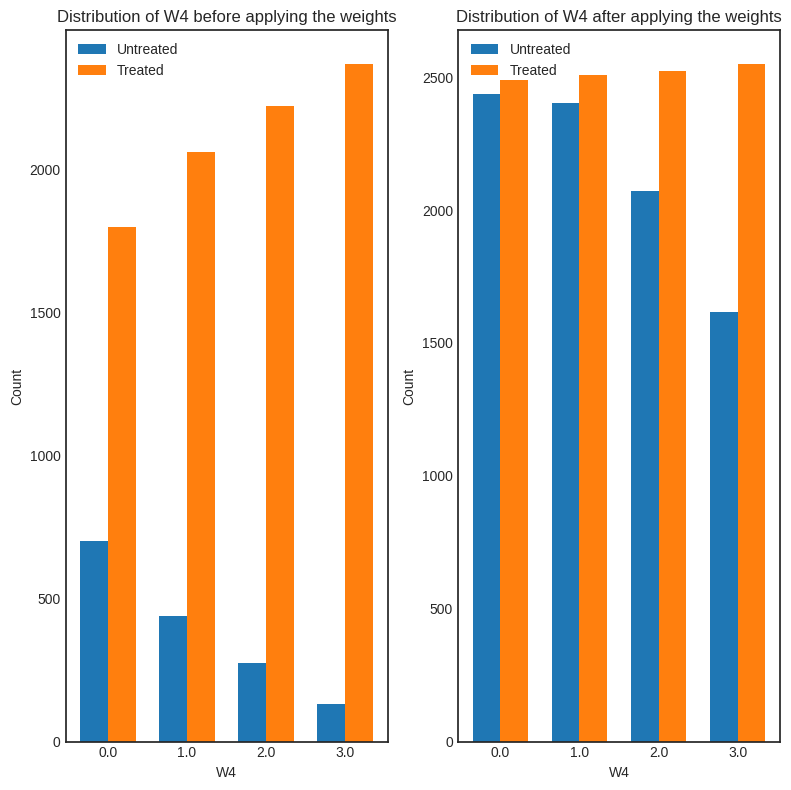 Distribution of W4 before applying the weights
Untreated
Treated
Count
2000
1500
1000
500
0
0.0 1.0 2.0 3.0
W4
Distribution of W4 after applying the weights
Untreated
Treated
Count
2500
2000
1500
1000
500
0
0.0 1.0 2.0 3.0
W4